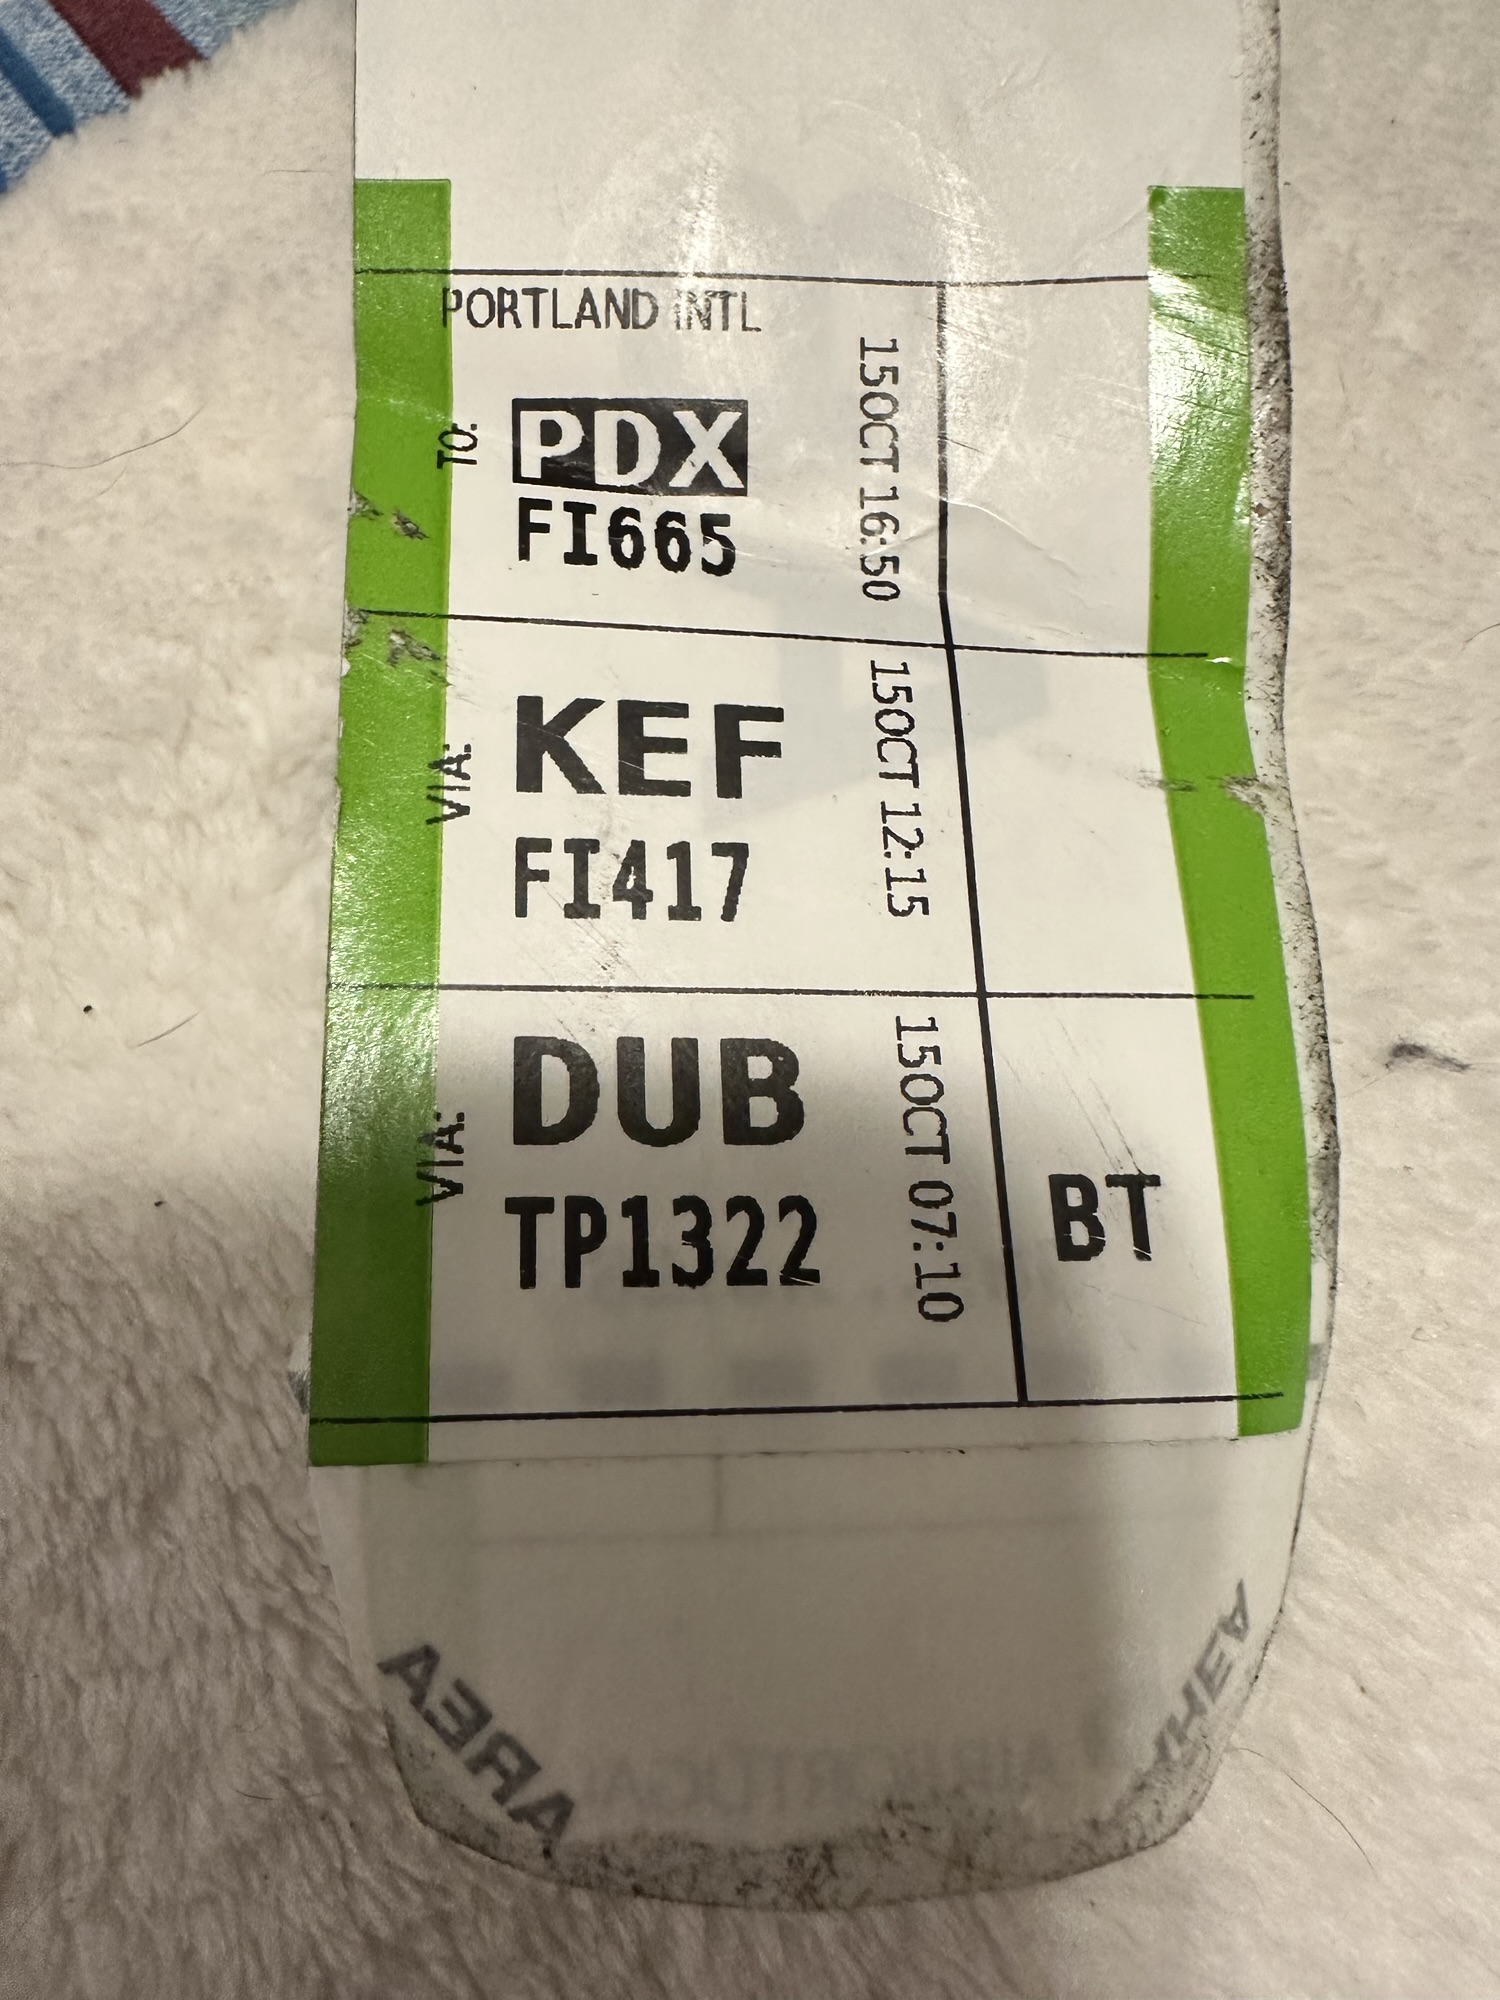 PORTLAND INTL
TO:
PDX
FI665
15OCT 16:50
VIA:
KEF
FI417
15OCT 12:15
VIA:
DUB
TP1322
15OCT 07:10
BT
AREA